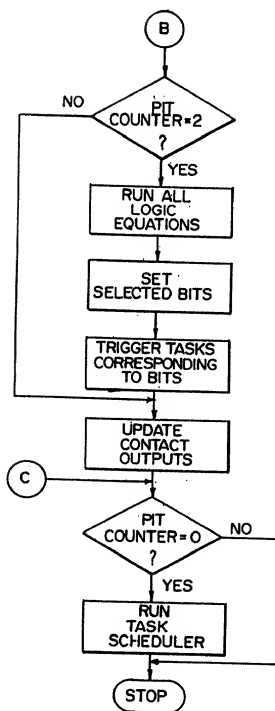 B
PIT
COUNTER=2
?
NO
YES
RUN ALL
LOGIC
EQUATIONS
SET
SELECTED BITS
TRIGGER TASKS
CORRESPONDING
TO BITS
UPDATE
CONTACT
OUTPUTS
C
PIT
COUNTER=0
?
NO
YES
RUN
TASK
SCHEDULER
STOP